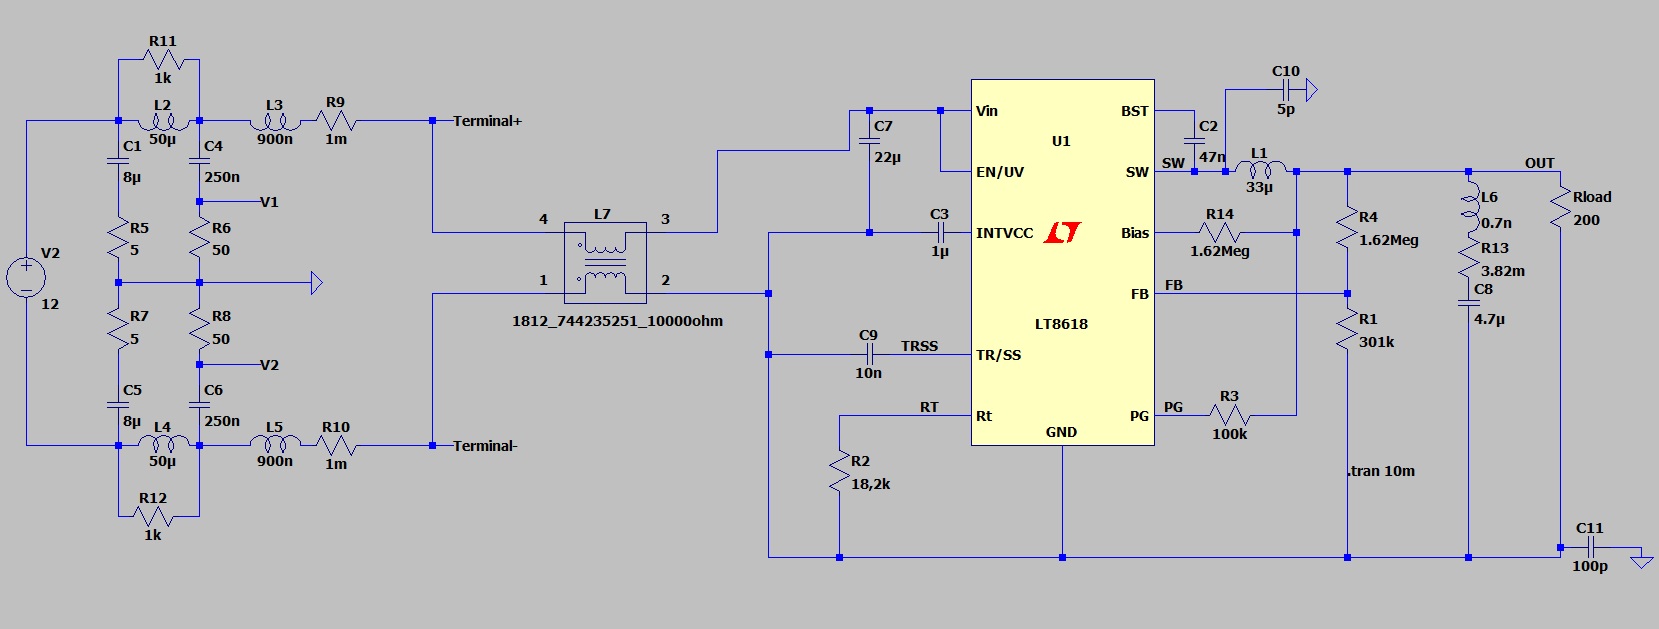 R11
1k
L2
50µ
L3
900n
R9
1m
Terminal+
C1
8µ
C4
250n
V1
R5
5
R6
50
V2
12
R7
5
R8
50
V2
C5
8µ
C6
250n
L4
50µ
L5
900n
R10
1m
Terminal-
R12
1k
4
L7
3
1
2
1812_744235251_10000ohm
C7
22µ
C3
1µ
C9
10n
TRSS
RT
R2
18,2k
Vin
EN/UV
INTVCC
TR/SS
Rt
U1
LT8618
GND
BST
SW
Bias
FB
PG
C10
5p
C2
47n
SW
L1
33µ
R14
1.62Meg
FB
PG
R3
100k
R4
1.62Meg
R1
301k
.tran 10m
OUT
L6
0.7n
R13
3.82m
C8
4.7µ
Rload
200
C11
100p